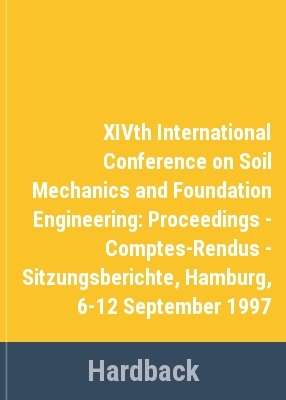 XIVth International
Conference on Soil
Mechanics and Foundation
Engineering: Proceedings -
Comptes-Rendus -
Sitzungsberichte, Hamburg,
6-12 September 1997
Hardback